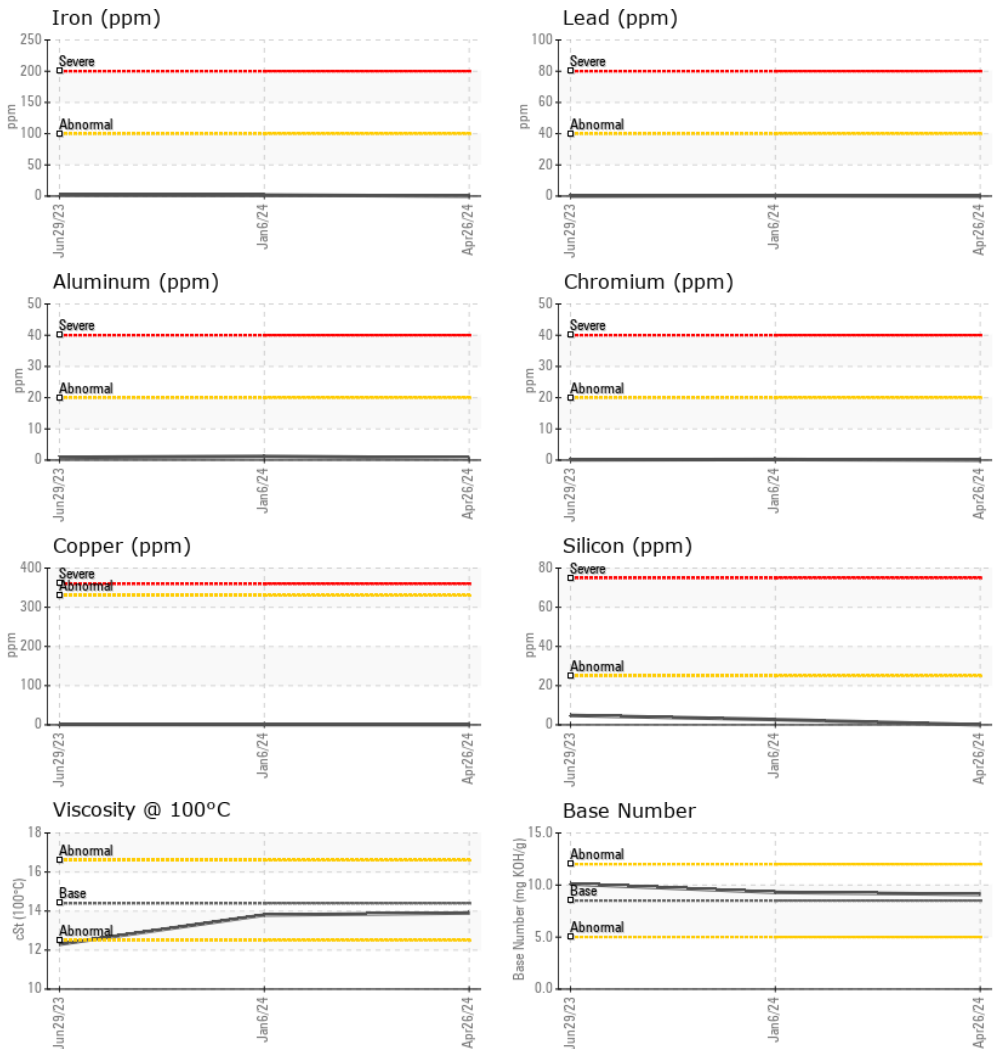 Iron (ppm)
250
200
150
100
50
0
ppm
Severe
Abnormal
Jun29/23
Jan6/24
Apr26/24
Lead (ppm)
100
80
60
40
20
0
ppm
Severe
Abnormal
Jun29/23
Jan6/24
Apr26/24
Aluminum (ppm)
50
40
30
20
10
0
ppm
Severe
Abnormal
Jun29/23
Jan6/24
Apr26/24
Chromium (ppm)
50
40
30
20
10
0
ppm
Severe
Abnormal
Jun29/23
Jan6/24
Apr26/24
Copper (ppm)
400
300
200
100
0
ppm
Severe
Abnormal
Jun29/23
Jan6/24
Apr26/24
Silicon (ppm)
80
60
40
20
0
ppm
Severe
Abnormal
Jun29/23
Jan6/24
Apr26/24
Viscosity @ 100°C
18
16
14
12
10
cSt (100°C)
Abnormal
Base
Abnormal
Jun29/23
Jan6/24
Apr26/24
Base Number
15.0
10.0
5.0
0.0
Base Number (mg KOH/g)
Abnormal
Base
Abnormal
Jun29/23
Jan6/24
Apr26/24